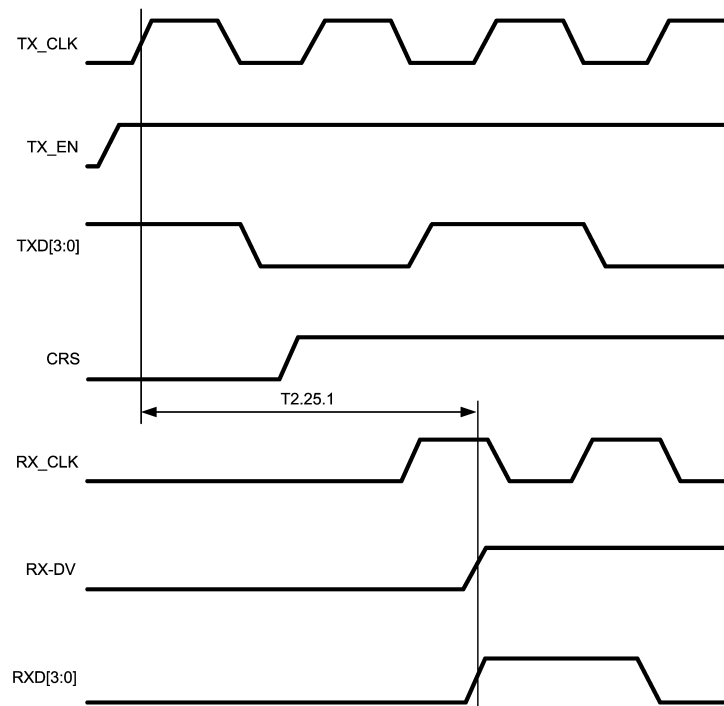 TX_CLK
TX_EN
TXD[3:0]
CRS
T2.25.1
RX_CLK
RX-DV
RXD[3:0]